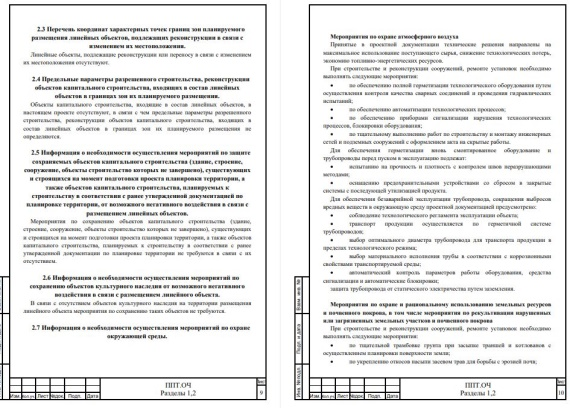 2.3 Перечень координат характерных точек границ зон планируемого
размещения линейных объектов, подлежащих реконструкции в связи с
изменением их местоположения.
Линейные объекты, подлежащие реконструкции или переносу в связи с изменением
их местоположения отсутствуют.
2.4 Предельные параметры разрешенного строительства, реконструкции
объектов капитального строительства, входящих в состав линейных
объектов в границах зон их планируемого размещения.
Объекты капитального строительства, входящие в состав линейных объектов, в
настоящем проекте отсутствуют, в связи с чем предельные параметры разрешенного
строительства, реконструкции объектов капитального строительства, входящих в
состав линейных объектов в границах зон их планируемого размещения не
определяются.
2.5 Информация о необходимости осуществления мероприятий по защите
сохраняемых объектов капитального строительства (здание, строение,
сооружение, объекты строительство которых не завершено), существующих
и строящихся на момент подготовки проекта планировки территории, а
также объектов капитального строительства, планируемых к
строительству в соответствии с ранее утвержденной документацией по
планировке территории, от возможного негативного воздействия в связи с
размещением линейных объектов.
Мероприятия по сохранению объектов капитального строительства (здание,
строение, сооружение, объекты строительство которых не завершено), существующих
и строящихся на момент подготовки проекта планировки территории, а также объектов
капитального строительства, планируемых к строительству в соответствии с ранее
утвержденной документации по планировке территории не требуется в связи с их
отсутствием.
2.6 Информация о необходимости осуществления мероприятий по
сохранению объектов культурного наследия от возможного негативного
воздействия в связи с размещением линейного объекта.
В связи с отсутствием объектов культурного наследия на территории размещения
линейного объекта мероприятия по сохранению таких объектов не требуются.
2.7 Информация о необходимости осуществления мероприятий по охране
окружающей среды.
ППТ.ОЧ
Разделы 1,2
Изм. Кол.уч. Лист №док. Подп. Дата
Лист
9
Мероприятия по охране атмосферного воздуха
Принятые в проектной документации технические решения направлены на
максимальное использование поступающего сырья, снижение технологических потерь,
экономию топливно-энергетических ресурсов.
При строительстве и реконструкции сооружений, ремонте установок необходимо
выполнять следующие мероприятия:
• по обеспечению полной герметизации технологического оборудования путем
осуществления контроля качества сварных соединений и проведения гидравлических
испытаний;
• по обеспечению автоматизации технологических процессов;
• по обеспечению приборами сигнализации нарушения технологических
процессов, блокировки оборудования;
• по тщательному выполнению работ по строительству и монтажу инженерных
сетей и подземных сооружений с оформлением актов на скрытые работы.
Для обеспечения герметизации вновь смонтированное оборудование и
трубопроводы перед пуском в эксплуатацию подлежат:
• испытанию на прочность и плотность с контролем швов неразрушающими
методами;
• оснащению предохранительными устройствами со сбросом в закрытые
системы с последующей утилизацией продукта.
Для обеспечения безаварийной эксплуатации трубопровода, сокращения выбросов
вредных веществ в окружающую среду проектной документацией предусмотрено:
• соблюдение технологического регламента эксплуатации объекта;
• транспорт продукции осуществляется по герметичной системе
трубопроводов;
• выбор оптимального диаметра трубопровода для транспорта продукции в
пределах технологического режима;
• выбор материального исполнения трубы в соответствии с коррозионными
свойствами транспортируемой среды;
• автоматический контроль параметров работы оборудования, средства
сигнализации и автоматические блокировки;
защита трубопровода от статического электричества путем заземления.
Мероприятия по охране и рациональному использованию земельных ресурсов
и почвенного покрова, в том числе мероприятия по рекультивации нарушенных
или загрязненных земельных участков и почвенного покрова
При строительстве и реконструкции сооружений, ремонте установок необходимо
выполнять следующие мероприятия:
• по тщательной трамбовке грунта при засыпке траншей и котлованов с
осуществлением планировки поверхности земли;
• по укреплению откосов насыпи засевом трав для борьбы с эрозией почв;
Взам. инв. №
Подп. и дата
Инв. № подл.
ППТ.ОЧ
Разделы 1,2
Изм. Кол.уч. Лист №док. Подп. Дата
Лист
10